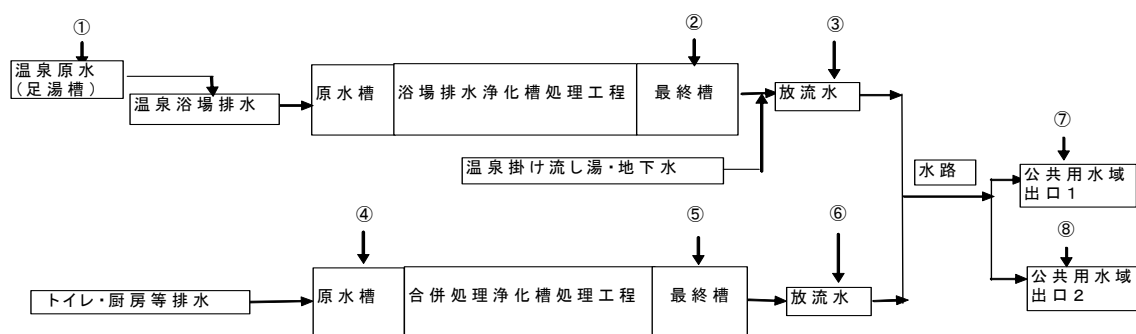 ①
②
③
温泉原水
(足湯槽)
温泉浴場排水
原水槽
浴場排水浄化槽処理工程
最終槽
放流水
温泉掛け流し湯・地下水
水路
⑦
公共用水域
出口1
④
⑤
⑥
⑧
公共用水域
出口2
トイレ・厨房等排水
原水槽
合併処理浄化槽処理工程
最終槽
放流水